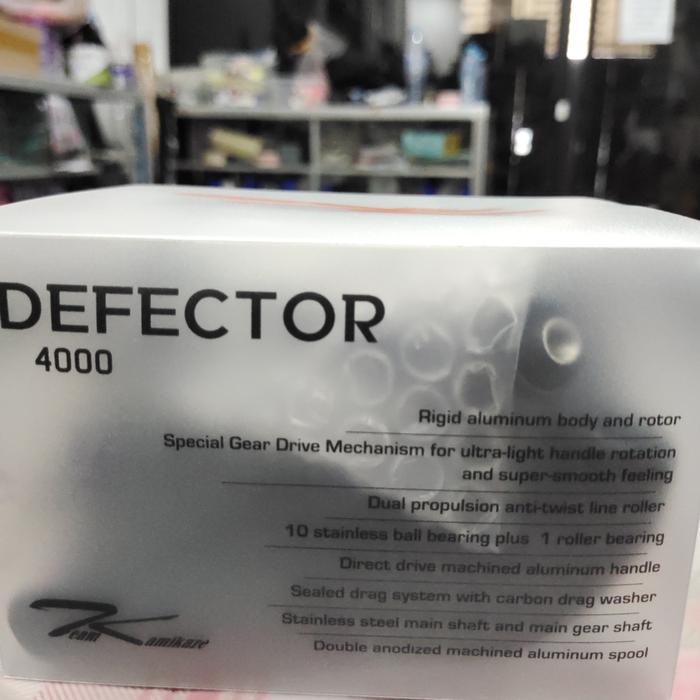 DEFECTOR
4000
Rigid aluminum body and rotor
Special Gear Drive Mechanism for ultra-light handle rotation
and super-smooth feeling
Dual propulsion anti-twist line roller
10 stainless ball bearing plus 1 roller bearing
Direct drive machined aluminum handle
Sealed drag system with carbon drag washer
Stainless steel main shaft and main gear shaft
Double anodized machined aluminum spool
Team Kamikaze